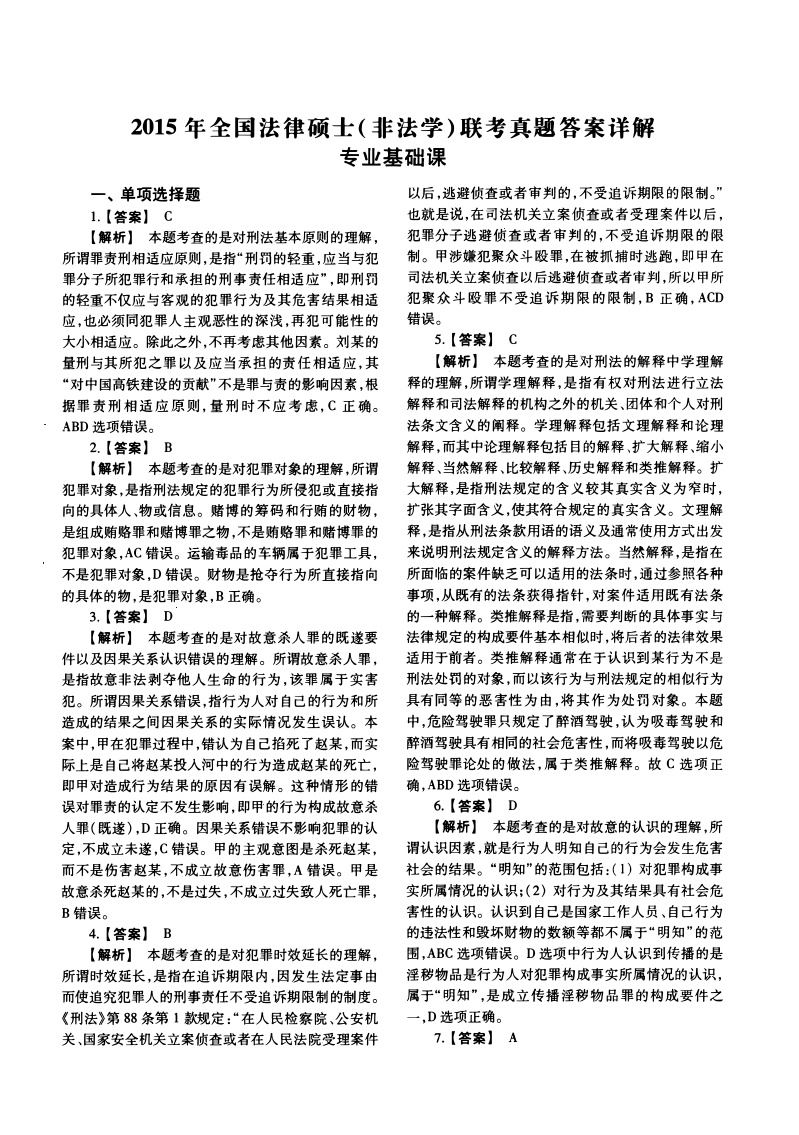 2015 年全国法律硕士(非法学)联考真题答案详解
专业基础课
一、单项选择题
1.【答案】 C
【解析】 本题考查的是对刑法基本原则的理解,
所谓罪责刑相适应原则,是指“刑罚的轻重,应当与犯
罪分子所犯罪行和承担的刑事责任相适应”,即刑罚
的轻重不仅应与客观的犯罪行为及其危害结果相适
应,也必须同犯罪人主观恶性的深浅,再犯可能性的
大小相适应。除此之外,不再考虑其他因素。刘某的
量刑与其所犯之罪以及应当承担的责任相适应,其
“对中国高铁建设的贡献”不是罪与责的影响因素,根
据罪责刑相适应原则,量刑时不应考虑,C 正确。
ABD 选项错误。
2.【答案】 B
【解析】 本题考查的是对犯罪对象的理解,所谓
犯罪对象,是指刑法规定的犯罪行为所侵犯或直接指
向的具体人、物或信息。赌博的筹码和行贿的财物,
是组成贿赂罪和赌博罪之物,不是贿赂罪和赌博罪的
犯罪对象,AC 错误。运输毒品的车辆属于犯罪工具,
不是犯罪对象,D 错误。财物是抢夺行为所直接指向
的具体的物,是犯罪对象,B 正确。
3.【答案】 D
【解析】 本题考查的是对故意杀人罪的既遂要
件以及因果关系认识错误的理解。所谓故意杀人罪,
是指故意非法剥夺他人生命的行为,该罪属于实害
犯。所谓因果关系错误,指行为人对自己的行为和所
造成的结果之间因果关系的实际情况发生误认。本
案中,甲在犯罪过程中,错认为自己掐死了赵某,而实
际上是自己将赵某投入河中的行为造成赵某的死亡,
即甲对造成行为结果的原因有误解。这种情形的错
误对罪责的认定不发生影响,即甲的行为构成故意杀
人罪(既遂),D 正确。因果关系错误不影响犯罪的认
定,不成立未遂,C 错误。甲的主观意图是杀死赵某,
而不是伤害赵某,不成立故意伤害罪,A 错误。甲是
故意杀死赵某的,不是过失,不成立过失致人死亡罪,
B 错误。
4.【答案】 B
【解析】 本题考查的是对犯罪时效延长的理解,
所谓时效延长,是指在追诉期限内,因发生法定事由
而使追究犯罪人的刑事责任不受追诉期限制的制度。
《刑法》第 88 条第 1 款规定:“在人民检察院、公安机
关、国家安全机关立案侦查或者在人民法院受理案件
以后,逃避侦查或者审判的,不受追诉期限的限制。”
也就是说,在司法机关立案侦查或者受理案件以后,
犯罪分子逃避侦查或者审判的,不受追诉期限的限
制。甲涉嫌犯聚众斗殴罪,在被抓捕时逃跑,即甲在
司法机关立案侦查以后逃避侦查或者审判,所以甲所
犯聚众斗殴罪不受追诉期限的限制,B 正确,ACD
错误。
5.【答案】 C
【解析】 本题考查的是对刑法的解释中学理解
释的理解,所谓学理解释,是指有权对刑法进行立法
解释和司法解释的机构之外的机关、团体和个人对刑
法条文含义的阐释。学理解释包括文理解释和论理
解释,而其中论理解释包括目的解释、扩大解释、缩小
解释、当然解释、比较解释、历史解释和类推解释。扩
大解释,是指刑法规定的含义较其真实含义为窄时,
扩张其字面含义,使其符合规定的真实含义。文理解
释,是指从刑法条款用语的语义及通常使用方式出发
来说明刑法规定含义的解释方法。当然解释,是指在
所面临的案件缺乏可以适用的法条时,通过参照各种
事项,从既有的法条获得指针,对案件适用既有法条
的一种解释。类推解释是指,需要判断的具体事实与
法律规定的构成要件基本相似时,将后者的法律效果
适用于前者。类推解释通常在于认识到某行为不是
刑法处罚的对象,而以该行为与刑法规定的相似行为
具有同等的恶害性为由,将其作为处罚对象。本题
中,危险驾驶罪只规定了醉酒驾驶,认为吸毒驾驶和
醉酒驾驶具有相同的社会危害性,而将吸毒驾驶以危
险驾驶罪论处的做法,属于类推解释。故 C 选项正
确,ABD 选项错误。
6.【答案】 D
【解析】 本题考查的是对故意的认识的理解,所
谓认识因素,就是行为人明知自己的行为会发生危害
社会的结果。“明知”的范围包括:(1) 对犯罪构成事
实所属情况的认识;(2) 对行为及其结果具有社会危
害性的认识。认识到自己是国家工作人员、自己行为
的违法性和毁坏财物的数额等都不属于“明知”的范
围,ABC 选项错误。D 选项中行为人认识到传播的是
淫秽物品是行为人对犯罪构成事实所属情况的认识,
属于“明知”,是成立传播淫秽物品罪的构成要件之
一,D 选项正确。
7.【答案】 A